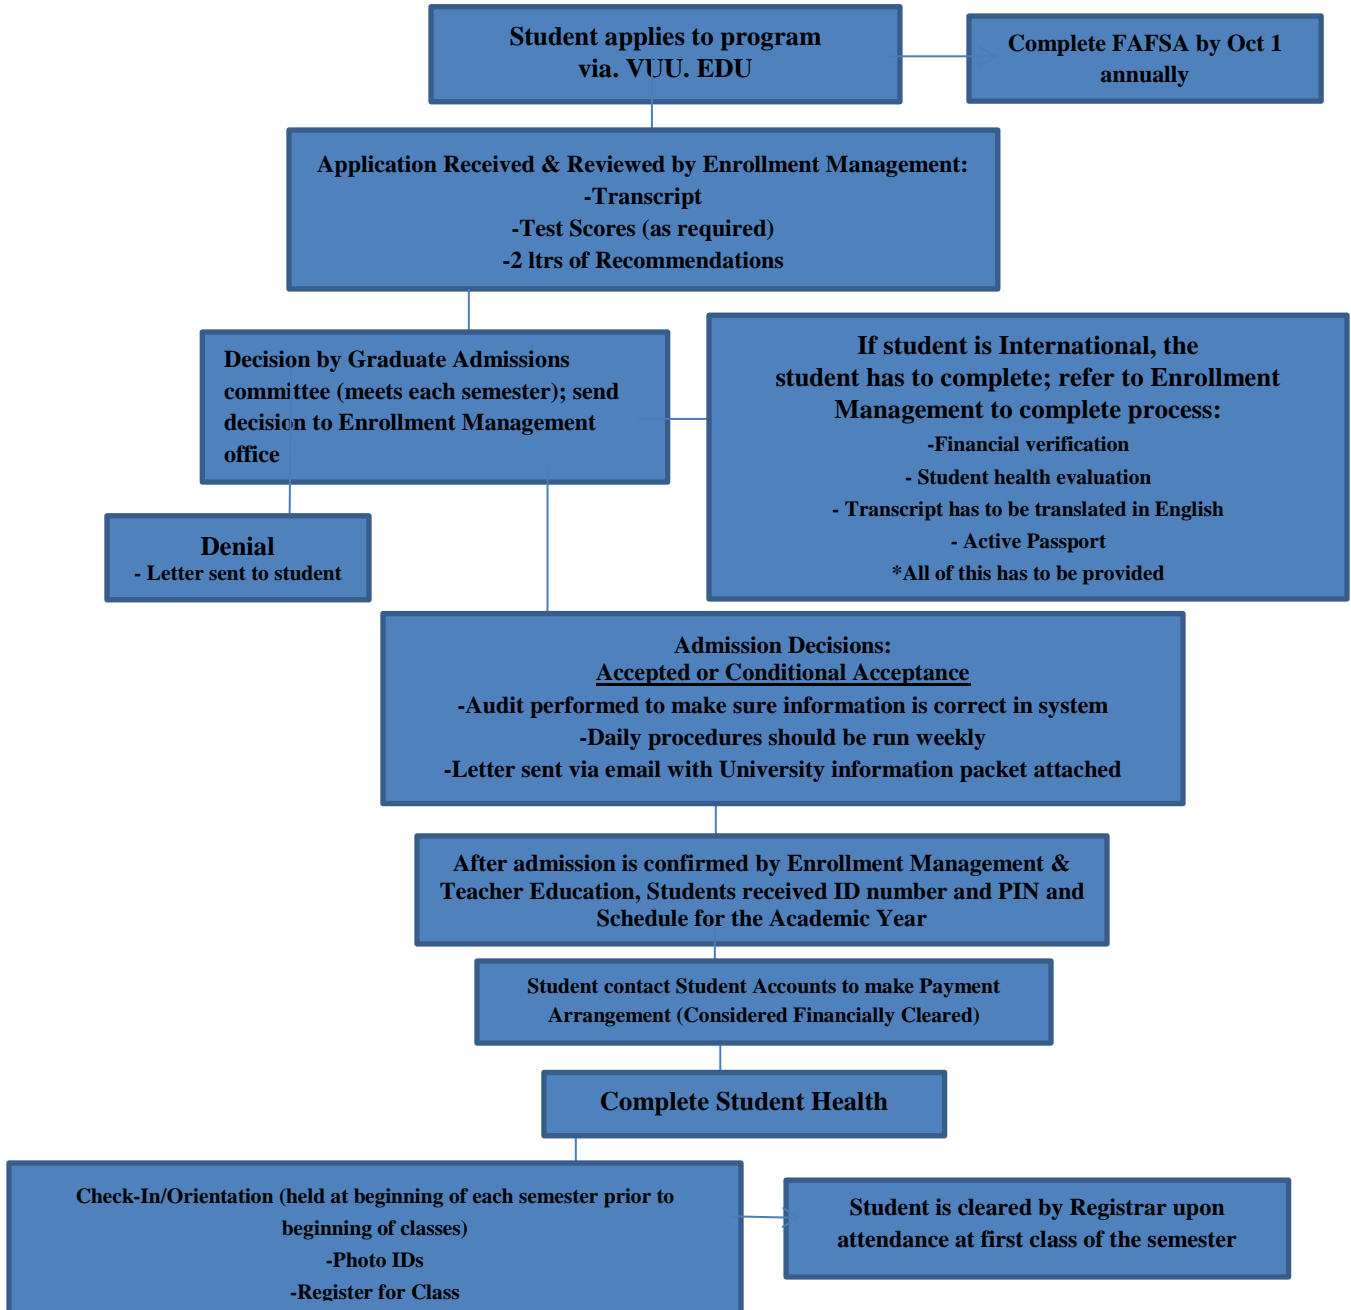 Student applies to program
via. VUU. EDU
Complete FAFSA by Oct 1
annually
Application Received & Reviewed by Enrollment Management:
-Transcript
-Test Scores (as required)
-2 ltrs of Recommendations
Decision by Graduate Admissions
committee (meets each semester); send
decision to Enrollment Management
office
If student is International, the
student has to complete; refer to Enrollment
Management to complete process:
-Financial verification
- Student health evaluation
- Transcript has to be translated in English
- Active Passport
*All of this has to be provided
Denial
- Letter sent to student
Admission Decisions:
Accepted or Conditional Acceptance
-Audit performed to make sure information is correct in system
-Daily procedures should be run weekly
-Letter sent via email with University information packet attached
After admission is confirmed by Enrollment Management &
Teacher Education, Students received ID number and PIN and
Schedule for the Academic Year
Student contact Student Accounts to make Payment
Arrangement (Considered Financially Cleared)
Complete Student Health
Check-In/Orientation (held at beginning of each semester prior to
beginning of classes)
-Photo IDs
-Register for Class
Student is cleared by Registrar upon
attendance at first class of the semester